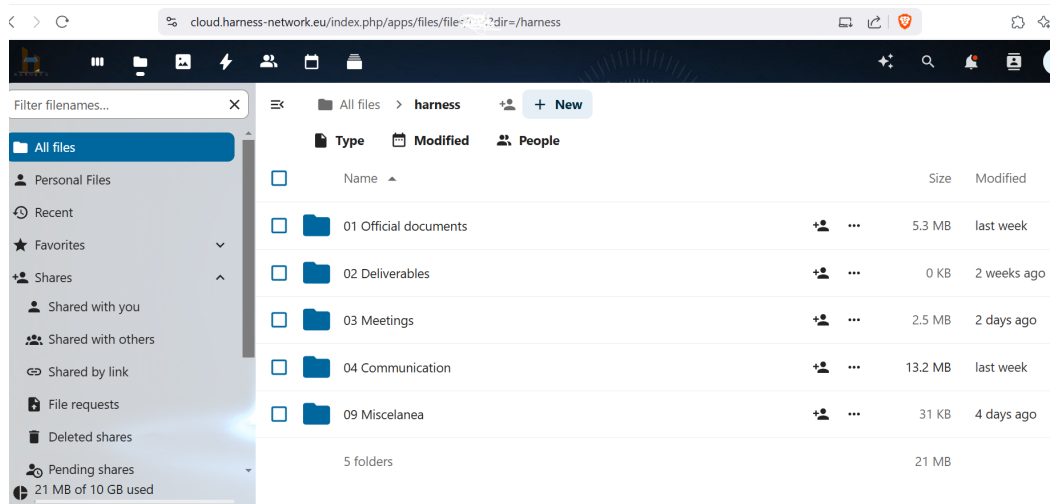 cloud.harness-network.eu/index.php/apps/files/files ?dir=/harness
Filter filenames...
All files
Personal Files
Recent
Favorites
Shares
Shared with you
Shared with others
Shared by link
File requests
Deleted shares
Pending shares
21 MB of 10 GB used
All files > harness + New
Type Modified People
Name Size Modified
01 Official documents 5.3 MB last week
02 Deliverables 0 KB 2 weeks ago
03 Meetings 2.5 MB 2 days ago
04 Communication 13.2 MB last week
09 Miscelanea 31 KB 4 days ago
5 folders 21 MB